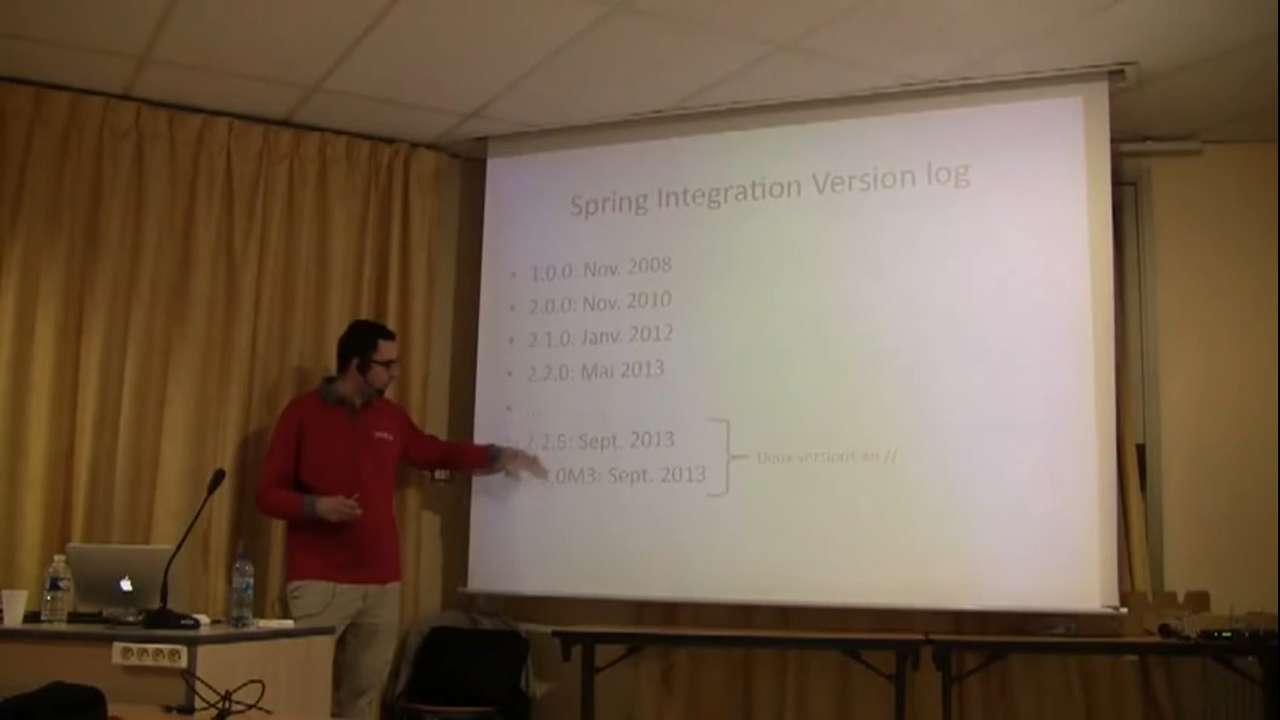 Spring Integration Version log
• 1.0.0: Nov. 2008
• 2.0.0: Nov. 2010
• 2.1.0: Janv. 2012
• 2.2.0: Mai 2013
• ...
2.2.5: Sept. 2013
.0M3: Sept. 2013
Deux versions en //